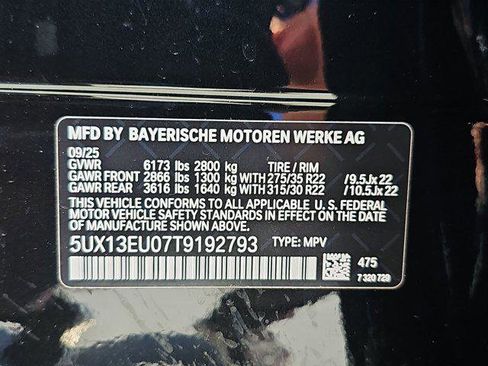 MFD BY BAYERISCHE MOTOREN WERKE AG
09/25
GVWR 6173 lbs 2800 kg TIRE / RIM
GAWR FRONT 2866 lbs 1300 kg WITH 275/35 R22 /9.5Jx22
GAWR REAR 3616 lbs 1640 kg WITH 315/30 R22 /10.5Jx22
THIS VEHICLE CONFORMS TO ALL APPLICABLE U. S. FEDERAL
MOTOR VEHICLE SAFETY STANDARDS IN EFFECT ON THE
DATE OF MANUFACTURE SHOWN ABOVE.
5UX13EU07T9192793 TYPE: MPV
475
7 320 729